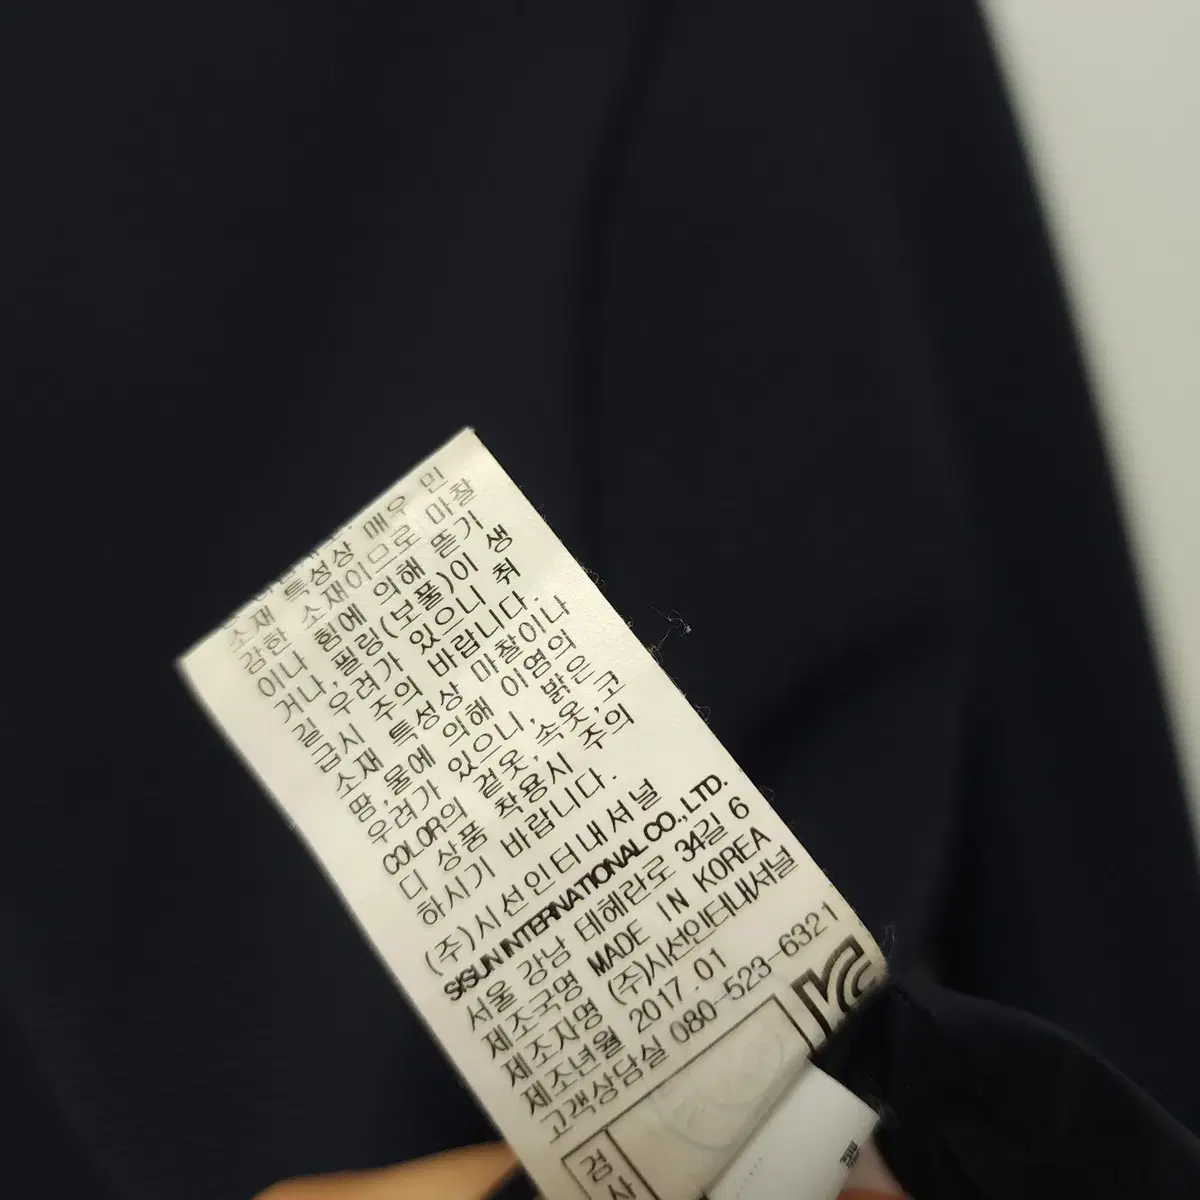 소재 특성상 매우 민
감한 소재이므로 마찰
이나 힘에 의해 뜯기
거나,필링(보풀)이 생
길 우려가 있으니 취
급시 주의 바랍니다.
소재 특성상 마찰이나
땀,물에 의해 이염의
우려가 있으니, 밝은
COLOR의 겉옷, 속옷,코
디 상품 착용시 주의
하시기 바랍니다.
(주)시선인터내셔널
SISUN INTERNATIONAL CO., LTD.
서울 강남 테헤란로 34길 6
제조국명 MADE IN KOREA
제조자명 (주)시선인터내셔널
제조년월 2017.01
고객상담실 080-523-6321
검
사